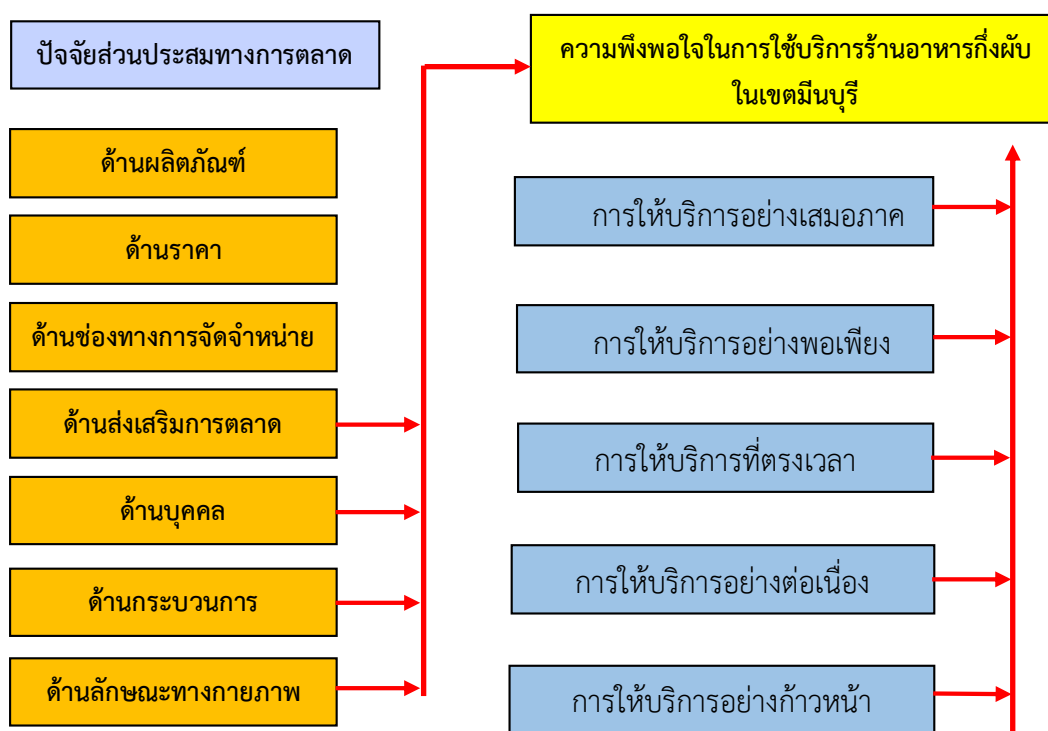 ปัจจัยส่วนประสมทางการตลาด
ด้านผลิตภัณฑ์
ด้านราคา
ด้านช่องทางการจัดจำหน่าย
ด้านส่งเสริมการตลาด
ด้านบุคคล
ด้านกระบวนการ
ด้านลักษณะทางกายภาพ
ความพึงพอใจในการใช้บริการร้านอาหารกึ่งผับ
ในเขตมีนบุรี
การให้บริการอย่างเสมอภาค
การให้บริการอย่างพอเพียง
การให้บริการที่ตรงเวลา
การให้บริการอย่างต่อเนื่อง
การให้บริการอย่างก้าวหน้า